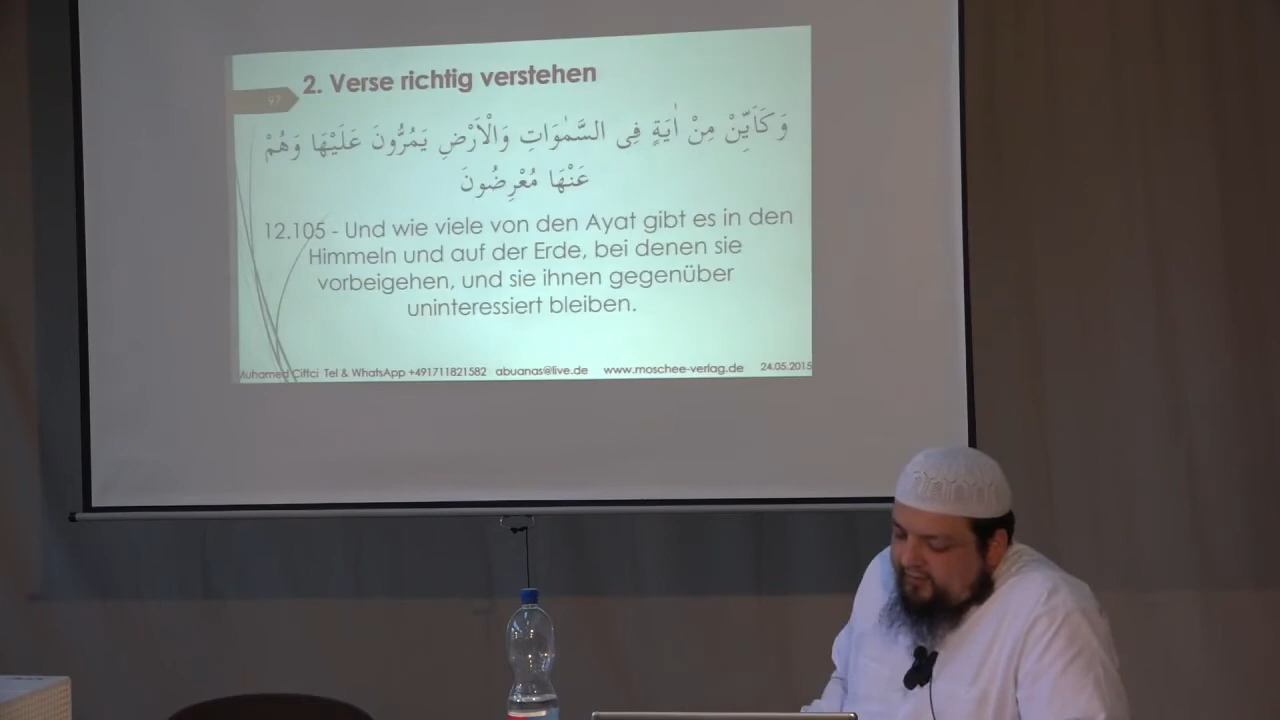 2. Verse richtig verstehen
97
وَكَاَيِّنْ مِنْ اٰيَةٍ فِى السَّمٰوَاتِ وَالْاَرْضِ يَمُرُّونَ عَلَيْهَا وَهُمْ
عَنْهَا مُعْرِضُونَ
12.105 - Und wie viele von den Ayat gibt es in den
Himmeln und auf der Erde, bei denen sie
vorbeigehen, und sie ihnen gegenüber
uninteressiert bleiben.
Muhamed Ciftci Tel & WhatsApp +491711821582 abuanas@live.de www.moschee-verlag.de 24.05.2015